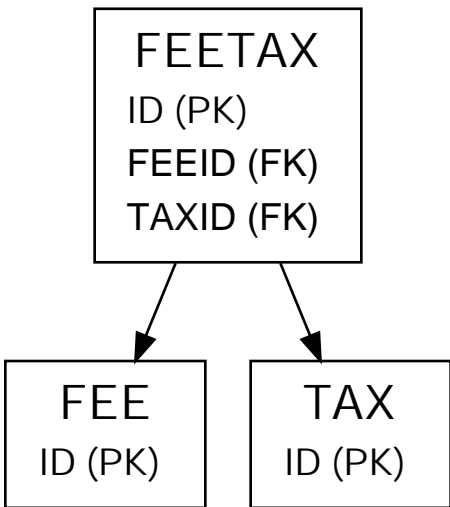 FEETAX
ID (PK)
FEEID (FK)
TAXID (FK)
FEE
ID (PK)
TAX
ID (PK)